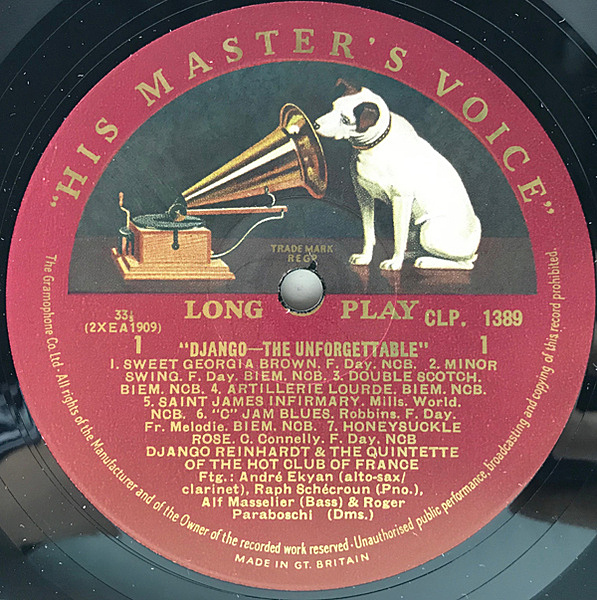 "HIS MASTER'S VOICE"
TRADE MARK
REGD
33⅓
(2XEA1909)
LONG PLAY
CLP. 1389
1 "DJANGO—THE UNFORGETTABLE" 1
1. SWEET GEORGIA BROWN. F. Day. NCB. 2. MINOR
SWING. F. Day. BIEM. NCB. 3. DOUBLE SCOTCH.
BIEM. NCB. 4. ARTILLERIE LOURDE BIEM. NCB.
5. SAINT JAMES INFIRMARY. Mills. World.
NCB. 6. "C" JAM BLUES. Robbins. F. Day.
Fr. Melodie. BIEM. NCB. 7. HONEYSUCKLE
ROSE. C. Connelly. F. Day, NCB
DJANGO REINHARDT & THE QUINTETTE
OF THE HOT CLUB OF FRANCE
Ftg.: André Ekyan (alto-sax/
clarinet), Raph Schécroun (Pno.),
Alf Masselier (Bass) & Roger
Paraboschi (Dms.)
The Gramophone Co. Ltd · All rights of the Manufacturer and of the Owner of the recorded work reserved · Unauthorised public performance, broadcasting and copying of this record prohibited.
MADE IN GT. BRITAIN